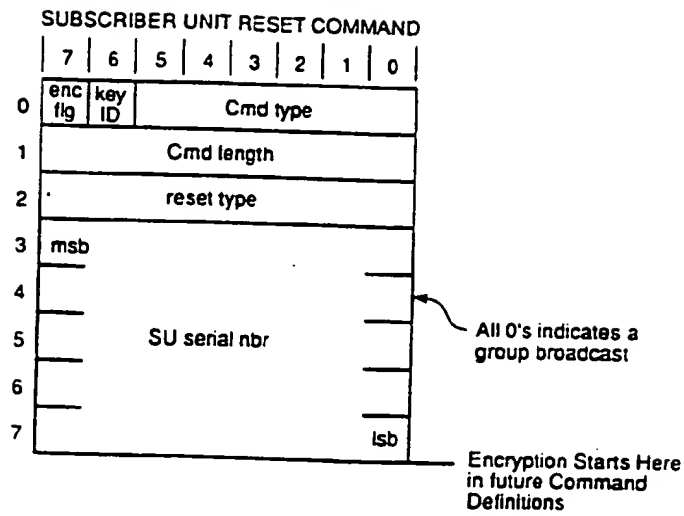 SUBSCRIBER UNIT RESET COMMAND
7 6 5 4 3 2 1 0
0 enc flg key ID Cmd type
1 Cmd length
2 reset type
3 msb
4
5 SU serial nbr
6
7 lsb
All 0's indicates a
group broadcast
Encryption Starts Here
in future Command
Definitions